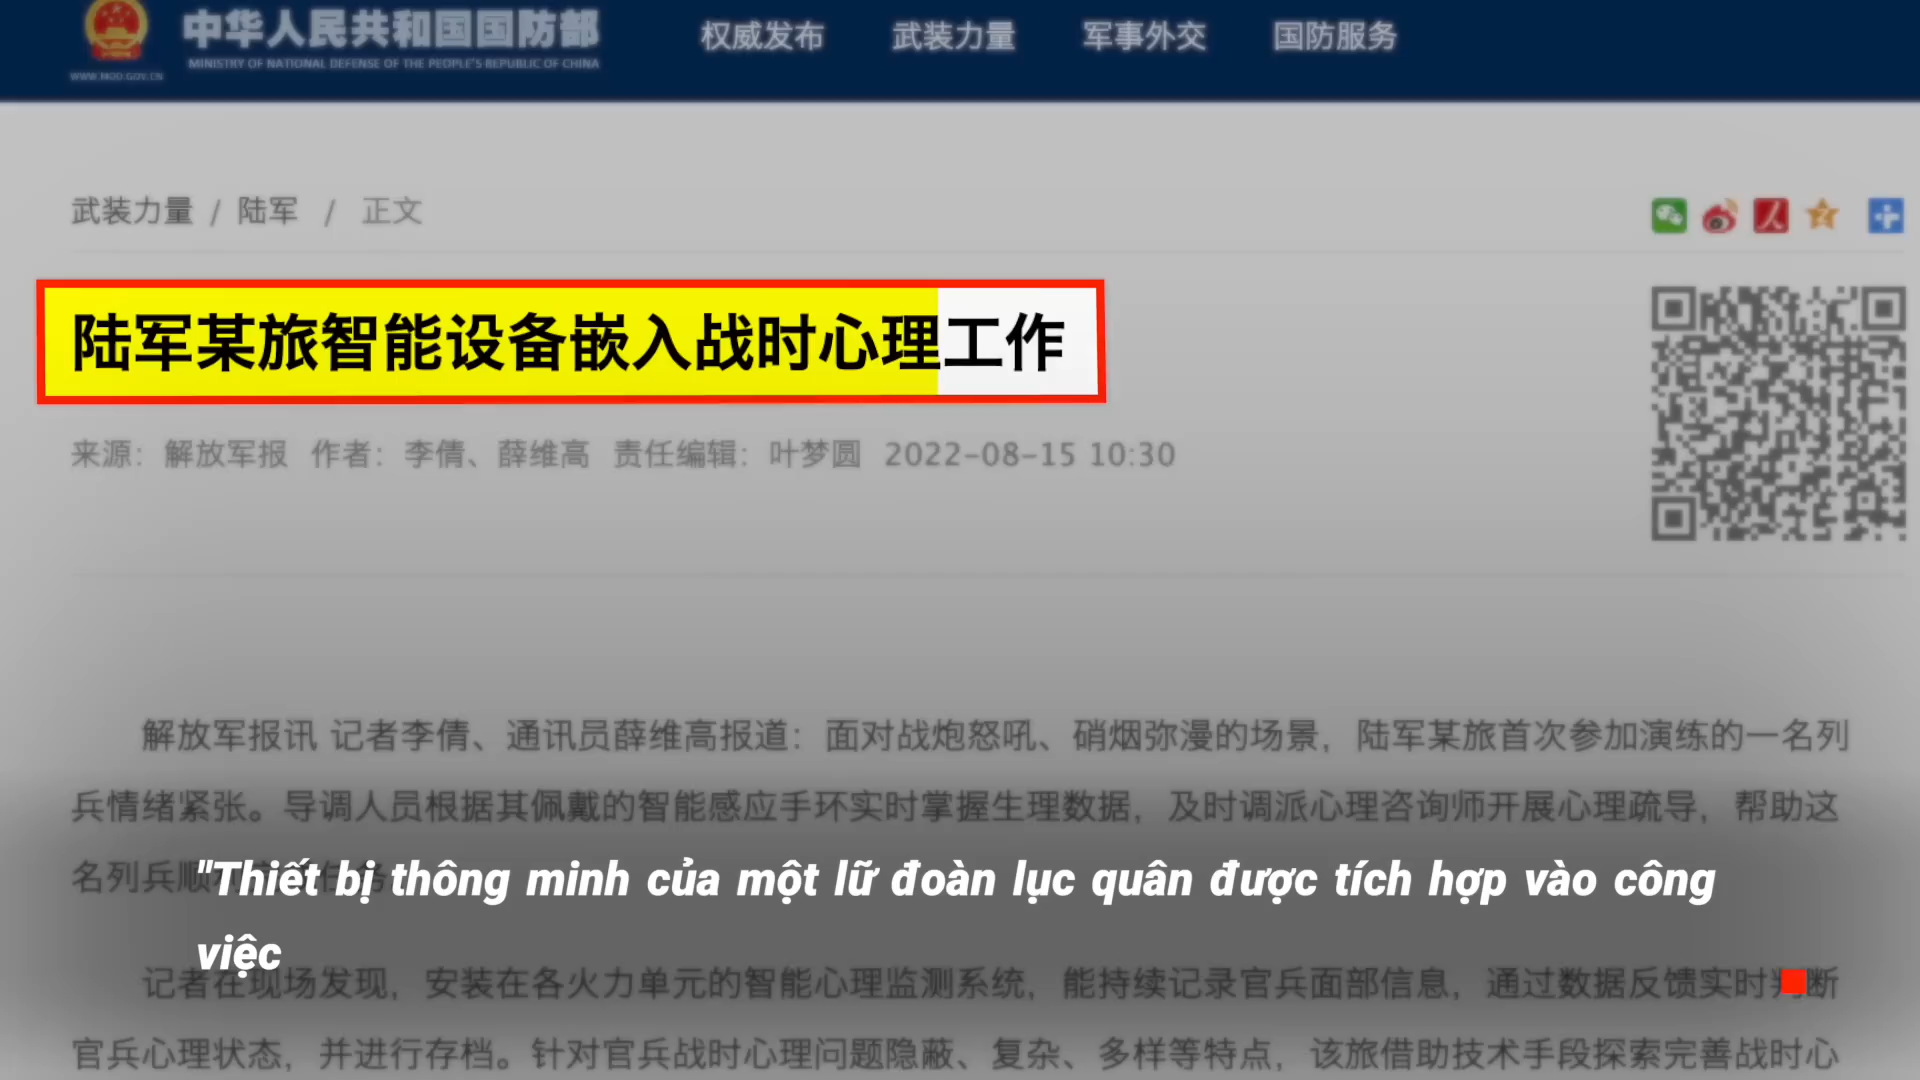 中华人民共和国国防部
MINISTRY OF NATIONAL DEFENSE OF THE PEOPLE'S REPUBLIC OF CHINA
WWW.MOD.GOV.CN
权威发布 武装力量 军事外交 国防服务
武装力量 / 陆军 / 正文
陆军某旅智能设备嵌入战时心理工作
来源：解放军报 作者：李倩、薛维高 责任编辑：叶梦圆 2022-08-15 10:30
解放军报讯 记者李倩、通讯员薛维高报道：面对战炮怒吼、硝烟弥漫的场景，陆军某旅首次参加演练的一名列
兵情绪紧张。导调人员根据其佩戴的智能感应手环实时掌握生理数据，及时调派心理咨询师开展心理疏导，帮助这
名列兵顺
"Thiết bị thông minh của một lữ đoàn lục quân được tích hợp vào công
việc
记者在现场发现，安装在各火力单元的智能心理监测系统，能持续记录官兵面部信息，通过数据反馈实时判断
官兵心理状态，并进行存档。针对官兵战时心理问题隐蔽、复杂、多样等特点，该旅借助技术手段探索完善战时心